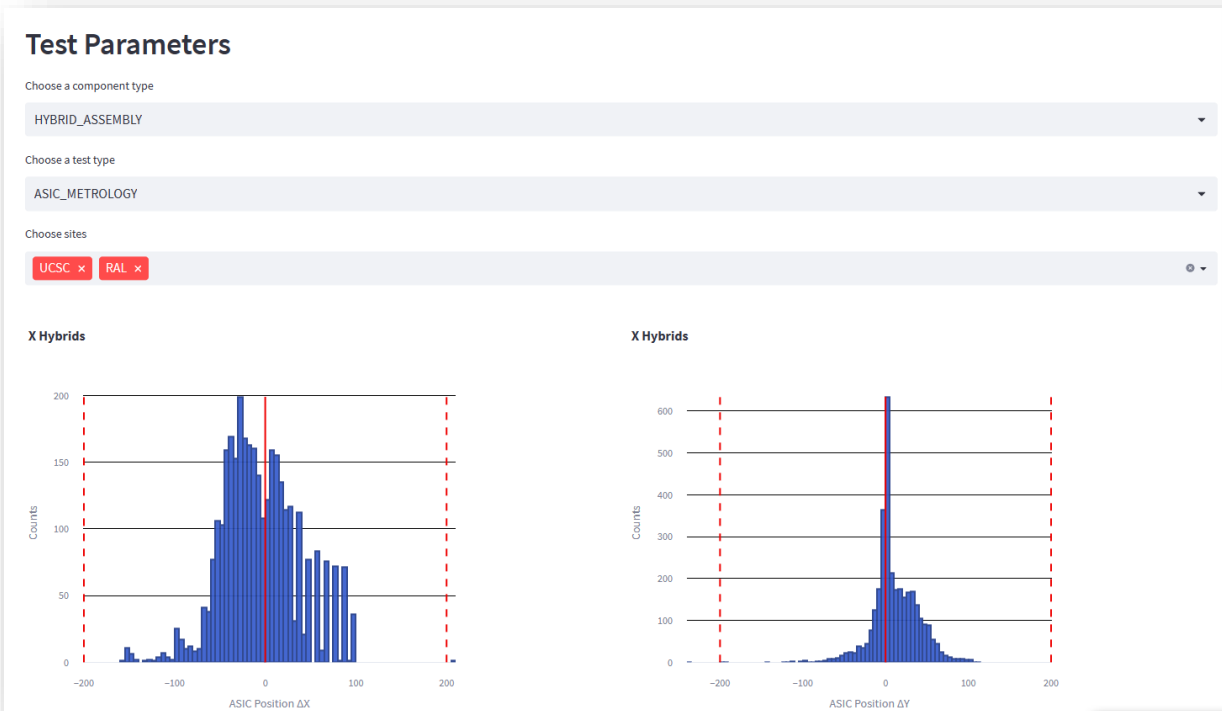 Test Parameters
Choose a component type
HYBRID_ASSEMBLY
Choose a test type
ASIC_METROLOGY
Choose sites
UCSC × RAL ×
X Hybrids
200
150
100
50
0
Counts
−200 −100 0 100 200
ASIC Position ΔX
X Hybrids
600
500
400
300
200
100
0
Counts
−200 −100 0 100 200
ASIC Position ΔY